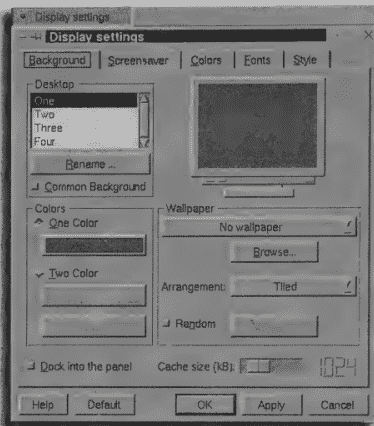 Display settings
Display settings
Background Screensaver Colors Fonts Style
Desktop
One
Two
Three
Four
Rename ...
Common Background
Colors
One Color
Two Color
Wallpaper
No wallpaper
Browse...
Arrangement: Tiled
Random
Dock into the panel
Cache size (kB): 1024
Help Default OK Apply Cancel